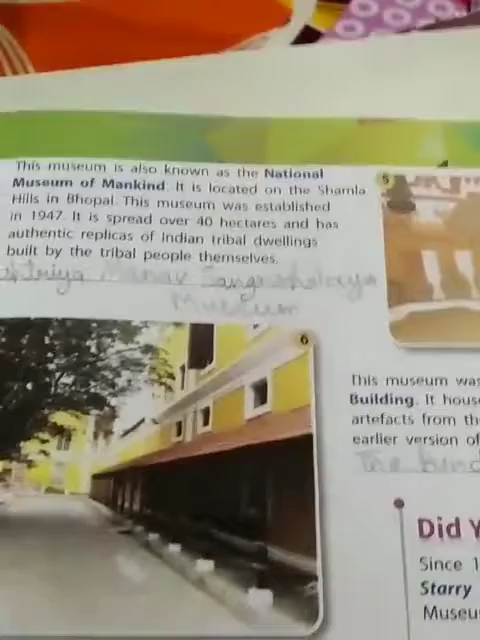 This museum is also known as the National
Museum of Mankind. It is located on the Shamla
Hills in Bhopal. This museum was established
in 1947. It is spread over 40 hectares and has
authentic replicas of Indian tribal dwellings
built by the tribal people themselves.
Manav Sangrahalaya
Museum
5
6
This museum was
Building. It hous
artefacts from th
earlier version of
The
Did Y
Since 1
Starry
Museu